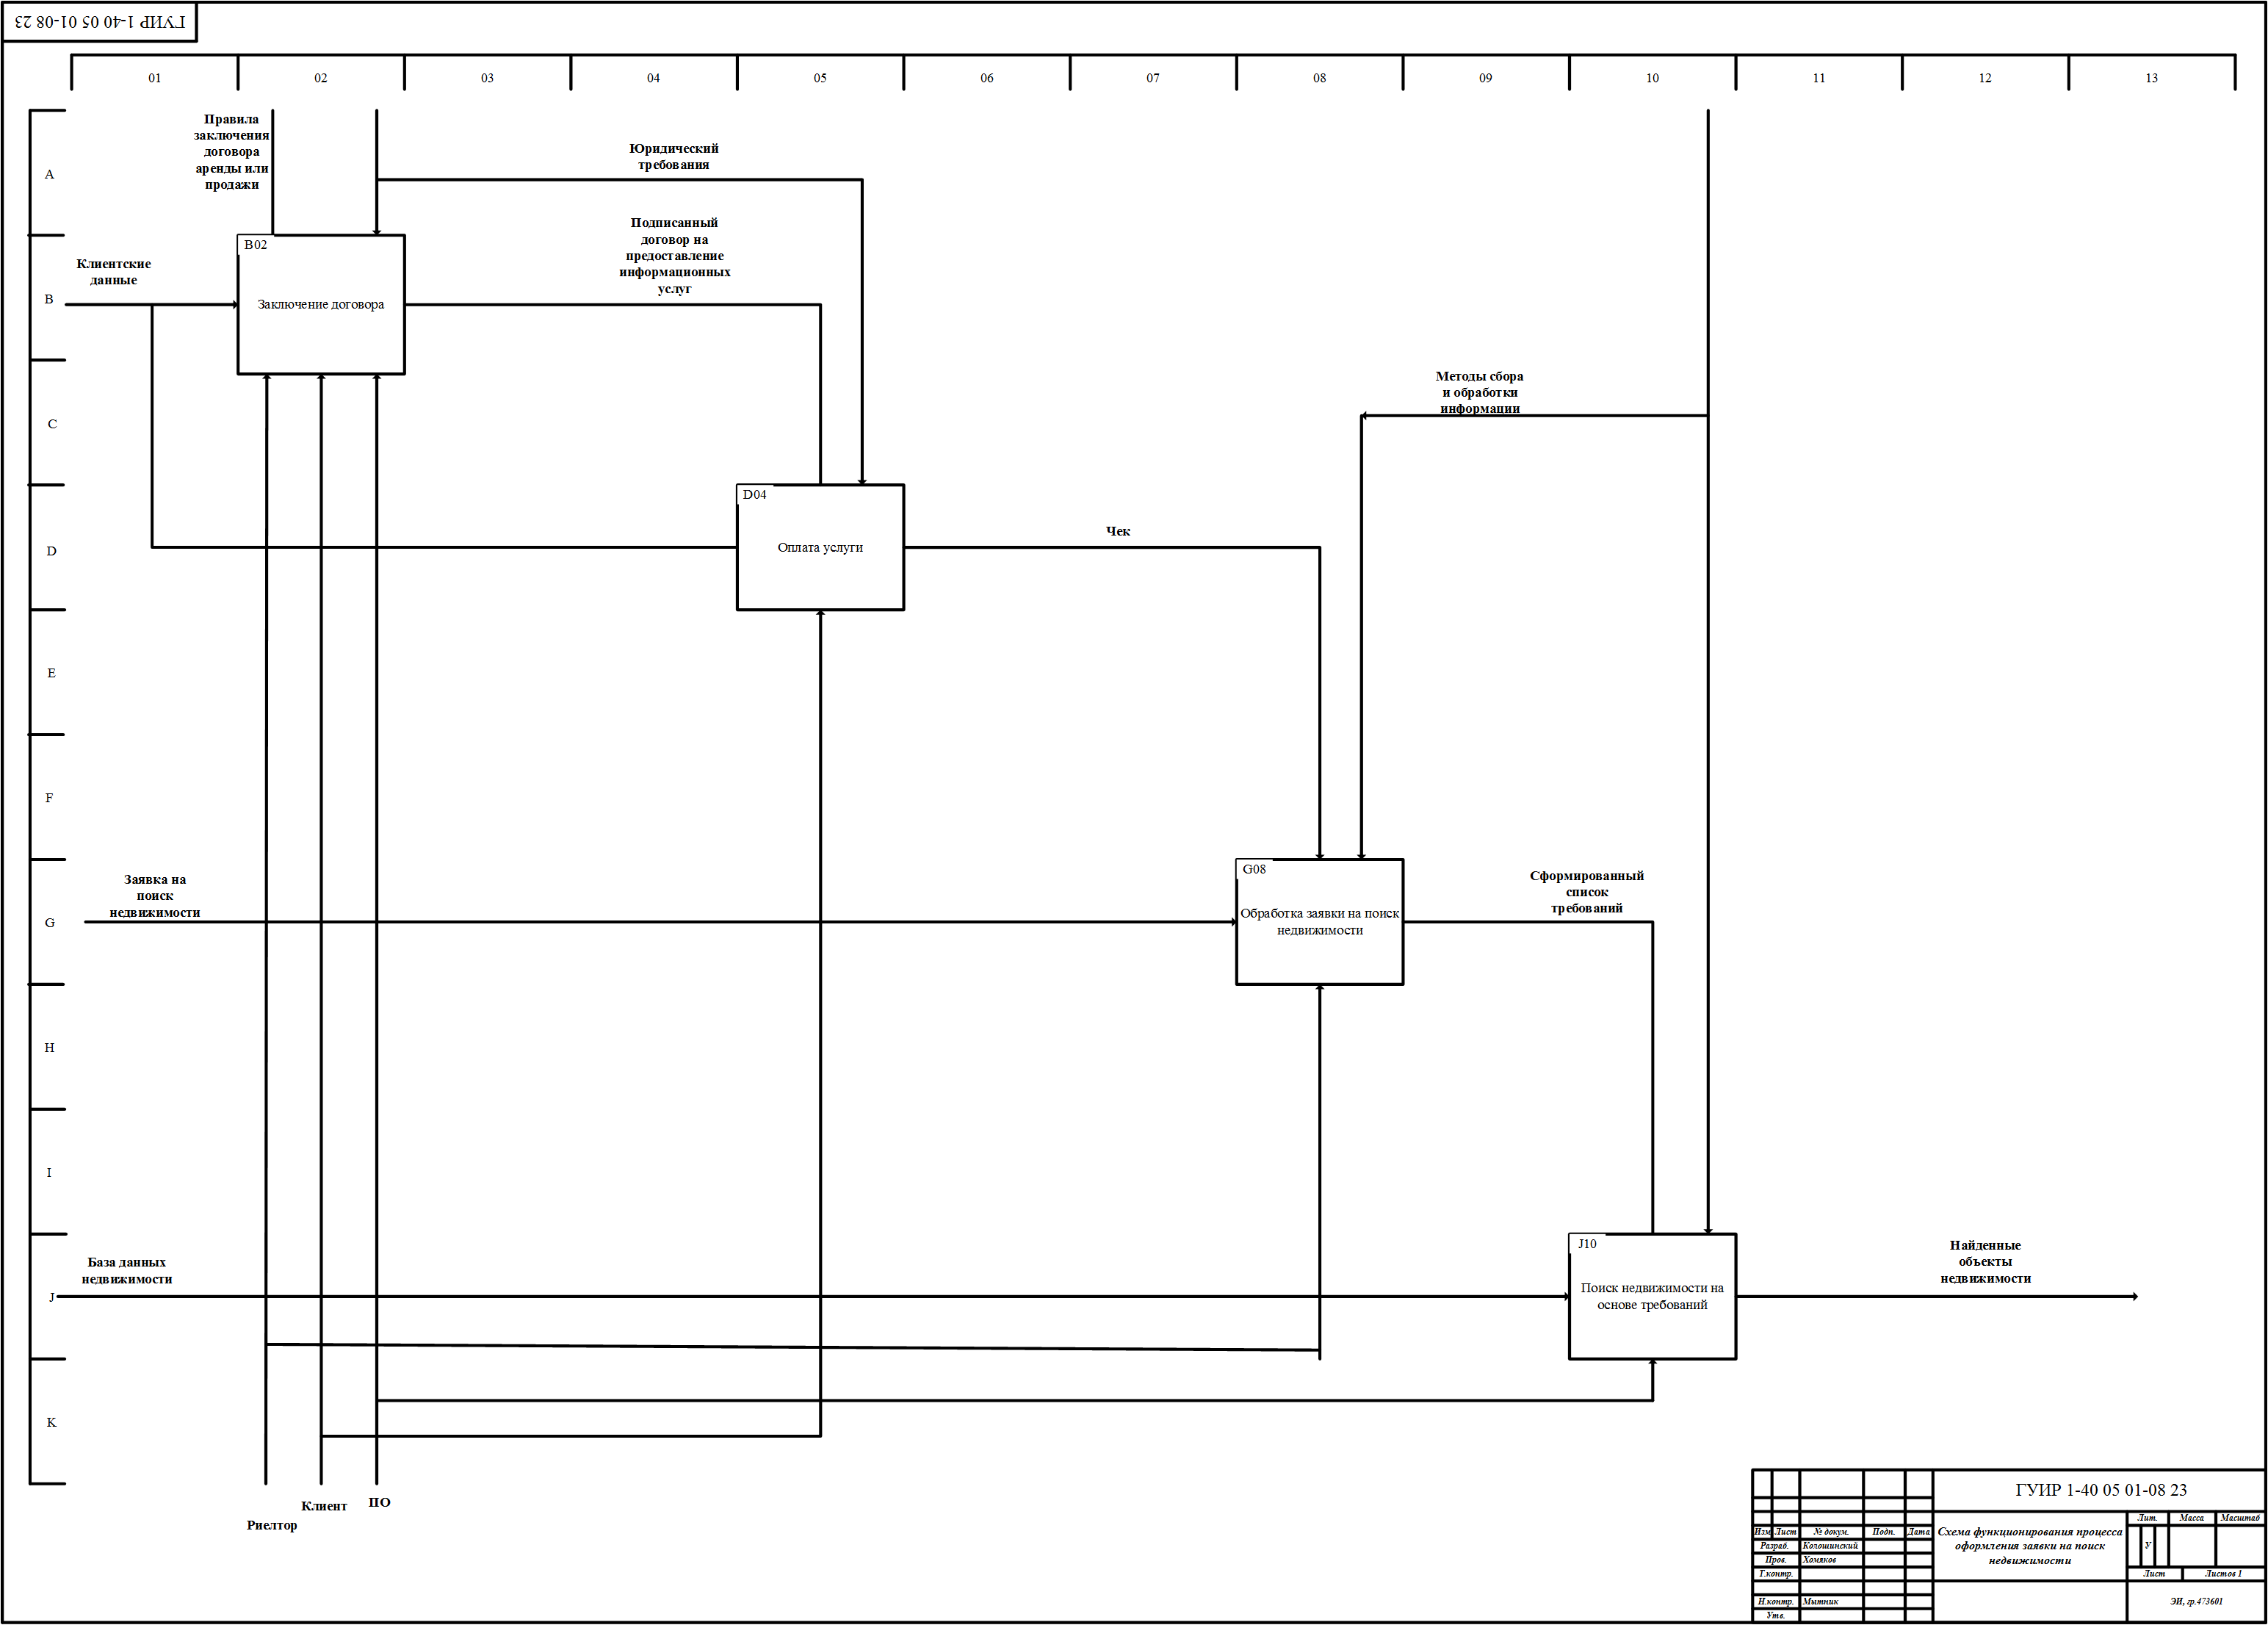 ГУИР 1-40 05 01-08 23
01 02 03 04 05 06 07 08 09 10 11 12 13
A
B
C
D
E
F
G
H
I
J
K
Правила
заключения
договора
аренды или
продажи
Юридический
требования
Клиентские
данные
B02
Заключение договора
Подписанный
договор на
предоставление
информационных
услуг
Методы сбора
и обработки
информации
D04
Оплата услуги
Чек
Заявка на
поиск
недвижимости
G08
Обработка заявки на поиск
недвижимости
Сформированный
список
требований
База данных
недвижимости
J10
Поиск недвижимости на
основе требований
Найденные
объекты
недвижимости
Риелтор
Клиент
ПО
ГУИР 1-40 05 01-08 23
Изм Лист № докум. Подп. Дата
Разраб. Когошинский
Пров. Хомяков
Т.контр.
Н.контр. Мытник
Утв.
Схема функционирования процесса
оформления заявки на поиск
недвижимости
Лит. Масса Масштаб
У
Лист Листов 1
ЭИ, гр.473601